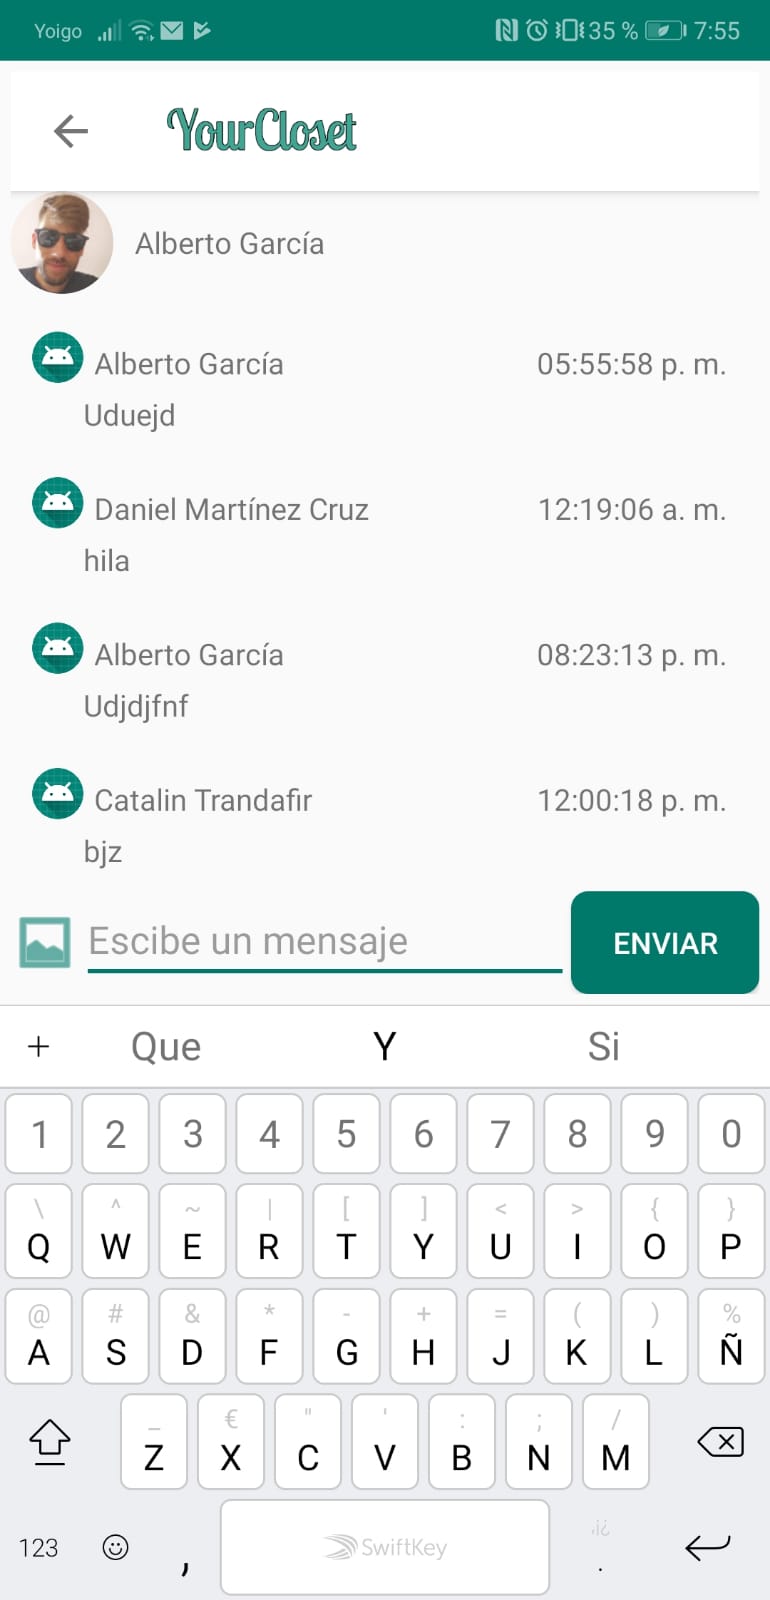 Yoigo 35 % 7:55
YourCloset
Alberto García
Alberto García 05:55:58 p. m.
Uduejd
Daniel Martínez Cruz 12:19:06 a. m.
hila
Alberto García 08:23:13 p. m.
Udjdjfnf
Catalin Trandafir 12:00:18 p. m.
bjz
Escibe un mensaje ENVIAR
+ Que Y Si
1 2 3 4 5 6 7 8 9 0
\ ^ ~ | [ ] < > { }
Q W E R T Y U I O P
@ # & * - + = ( ) %
A S D F G H J K L Ñ
_ € " ' : ; /
Z X C V B N M
123 , SwiftKey .